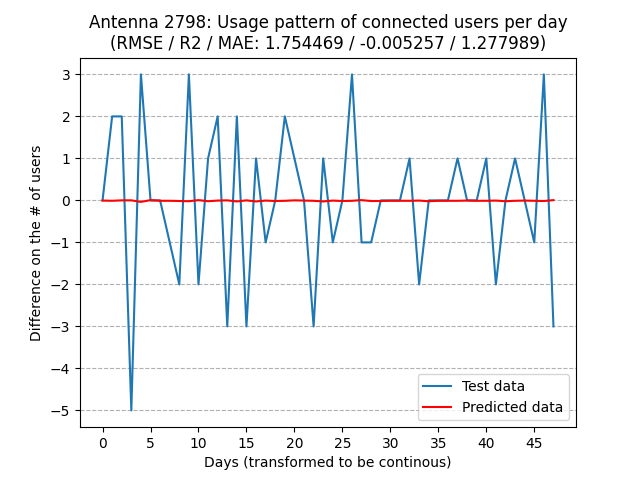 Antenna 2798: Usage pattern of connected users per day
(RMSE / R2 / MAE: 1.754469 / -0.005257 / 1.277989)
Difference on the # of users
3
2
1
0
−1
−2
−3
−4
−5
Test data
Predicted data
0 5 10 15 20 25 30 35 40 45
Days (transformed to be continous)